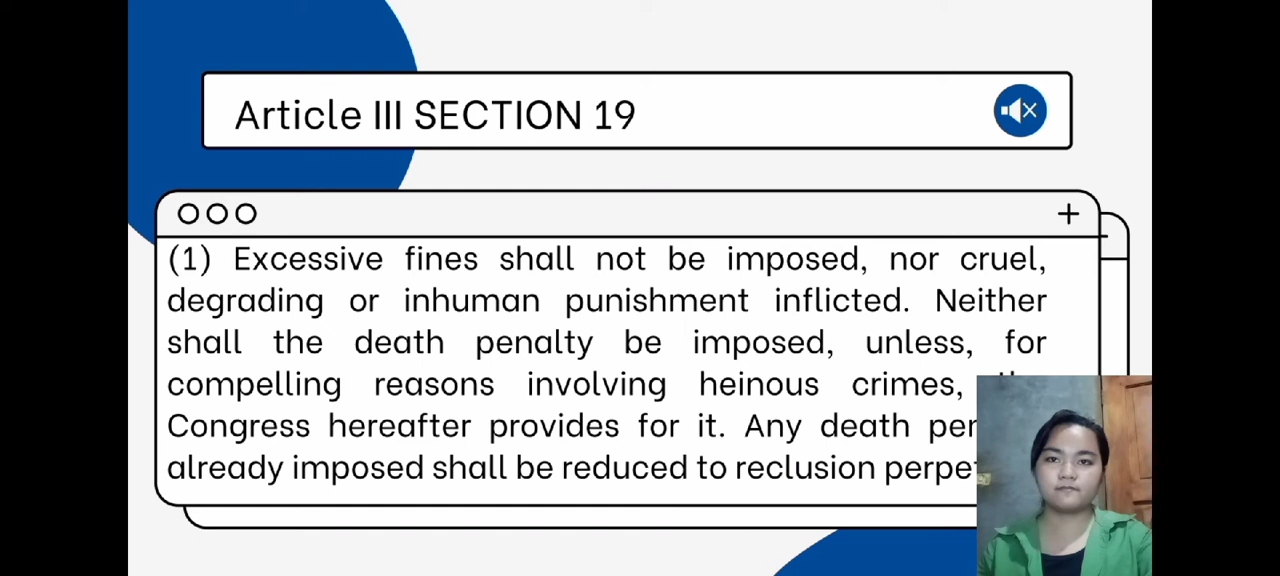 Article III SECTION 19
(1) Excessive fines shall not be imposed, nor cruel,
degrading or inhuman punishment inflicted. Neither
shall the death penalty be imposed, unless, for
compelling reasons involving heinous crimes,
Congress hereafter provides for it. Any death
already imposed shall be reduced to reclusion